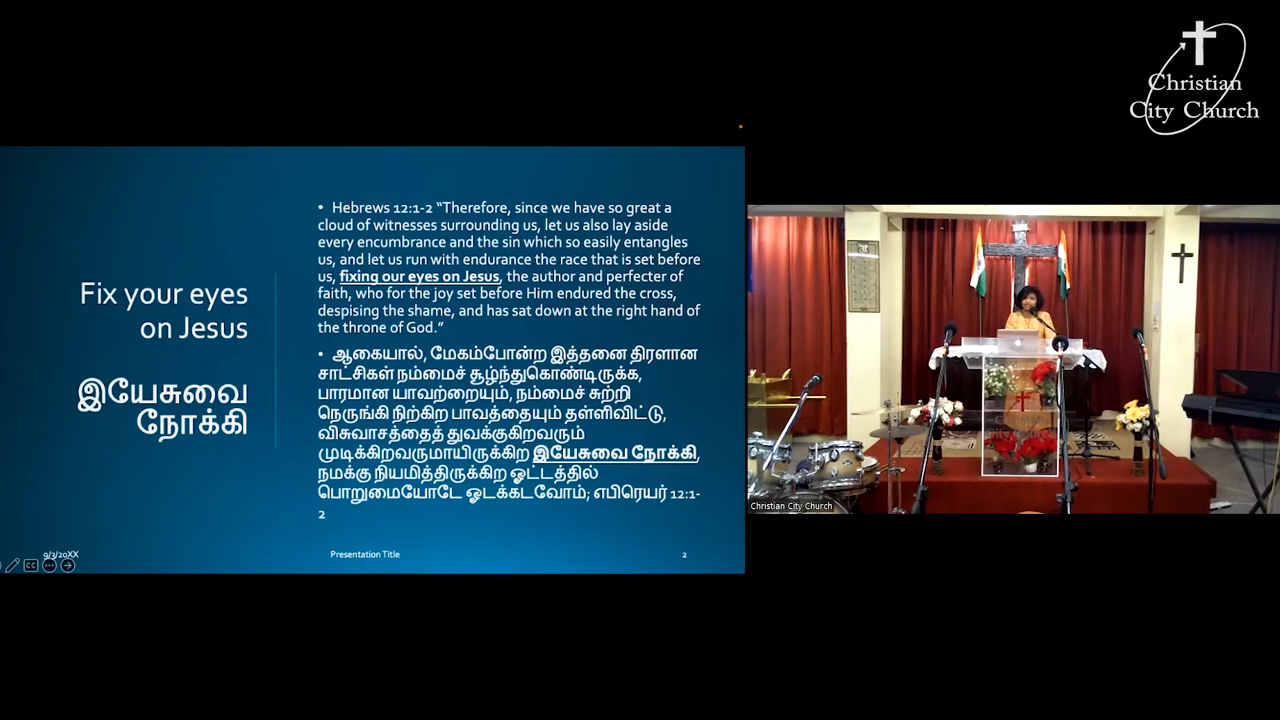 Christian
City Church
Fix your eyes
on Jesus
இயேசுவை
நோக்கி
• Hebrews 12:1-2 “Therefore, since we have so great a
cloud of witnesses surrounding us, let us also lay aside
every encumbrance and the sin which so easily entangles
us, and let us run with endurance the race that is set before
us, fixing our eyes on Jesus, the author and perfecter of
faith, who for the joy set before Him endured the cross,
despising the shame, and has sat down at the right hand of
the throne of God.”
• ஆகையால், மேகம்போன்ற இத்தனை திரளான
சாட்சிகள் நம்மைச் சூழ்ந்துகொண்டிருக்க,
பாரமான யாவற்றையும், நம்மைச் சுற்றி
நெருங்கி நிற்கிற பாவத்தையும் தள்ளிவிட்டு,
விசுவாசத்தைத் துவக்குகிறவரும்
முடிக்கிறவருமாயிருக்கிற இயேசுவை நோக்கி,
நமக்கு நியமித்திருக்கிற ஓட்டத்தில்
பொறுமையோடே ஓடக்கடவோம்; எபிரெயர் 12:1-
2
9/3/20XX
Presentation Title
2
CC
Christian City Church